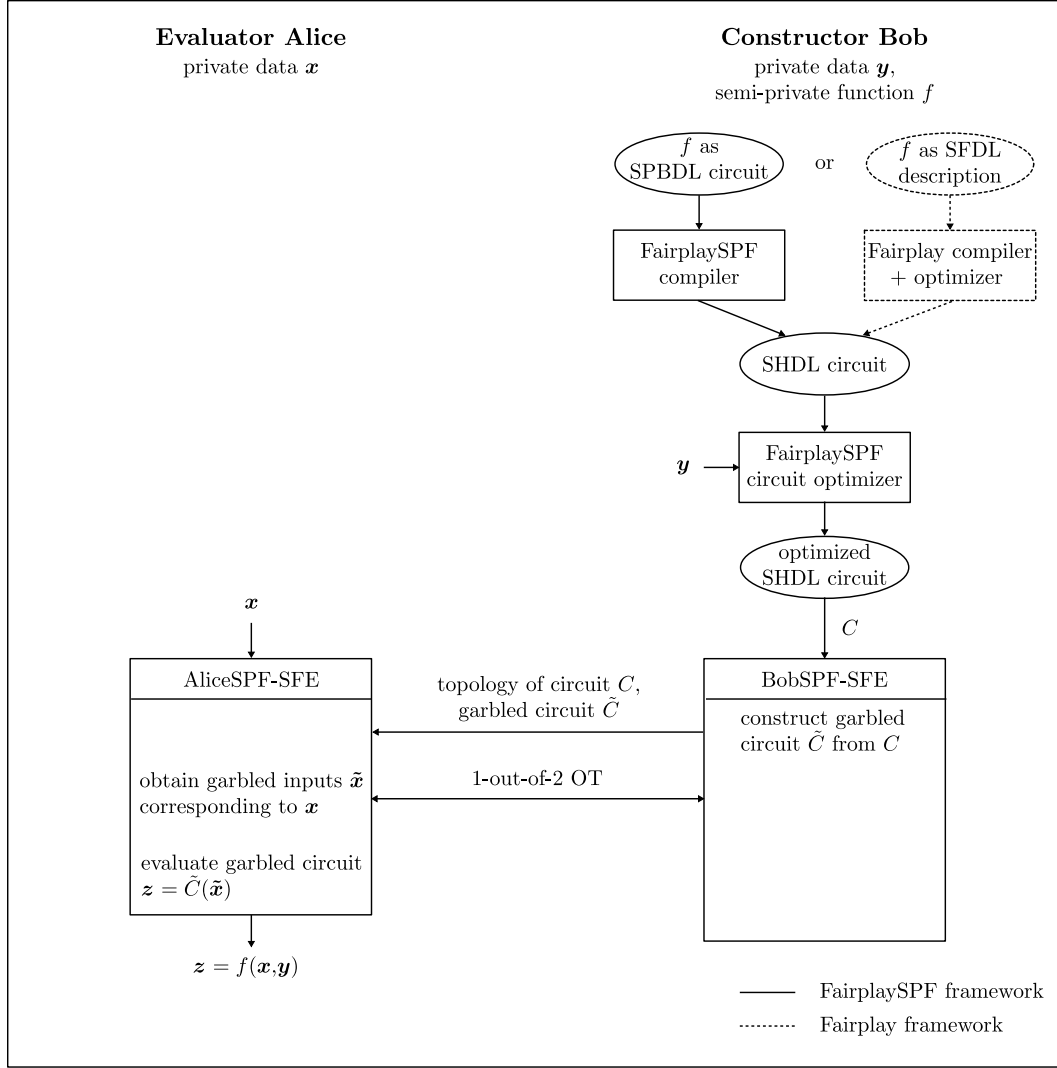 Evaluator Alice
private data x
Constructor Bob
private data y,
semi-private function f
f as
SPBDL circuit
or
f as SFDL
description
FairplaySPF
compiler
Fairplay compiler
+ optimizer
SHDL circuit
y
FairplaySPF
circuit optimizer
optimized
SHDL circuit
x
C
AliceSPF-SFE
topology of circuit C,
garbled circuit C̃
BobSPF-SFE
construct garbled
circuit C̃ from C
obtain garbled inputs x̃
corresponding to x
1-out-of-2 OT
evaluate garbled circuit
z = C̃(x̃)
z = f(x,y)
FairplaySPF framework
Fairplay framework